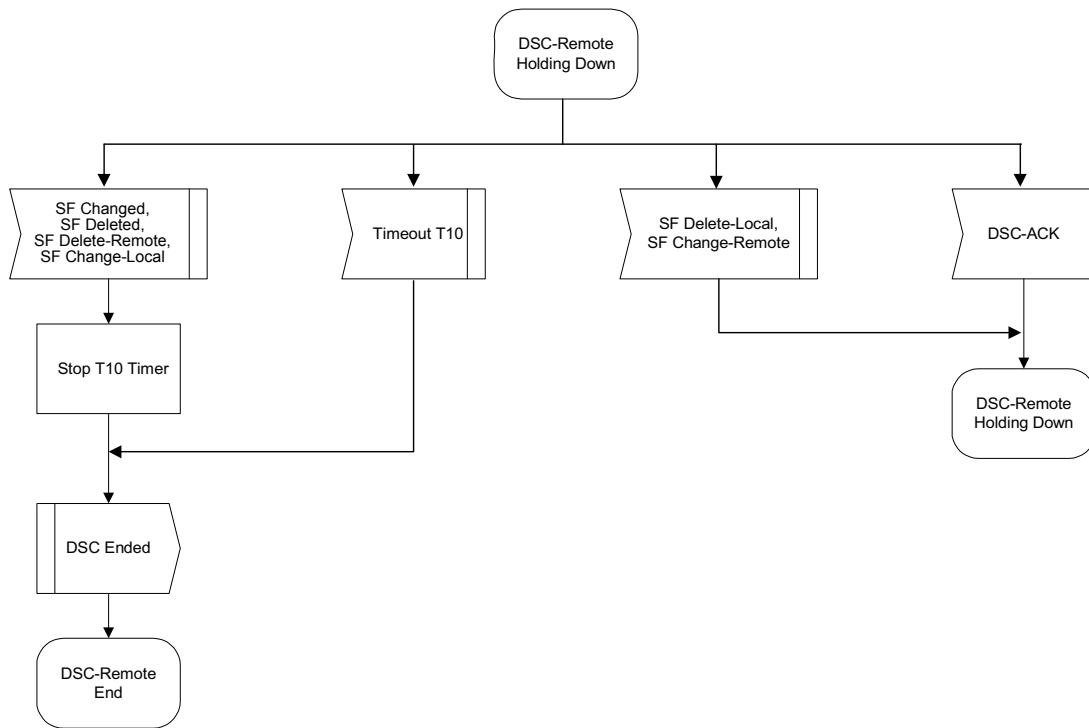 DSC-Remote
Holding Down
SF Changed,
SF Deleted,
SF Delete-Remote,
SF Change-Local
Timeout T10
SF Delete-Local,
SF Change-Remote
DSC-ACK
Stop T10 Timer
DSC-Remote
Holding Down
DSC Ended
DSC-Remote
End